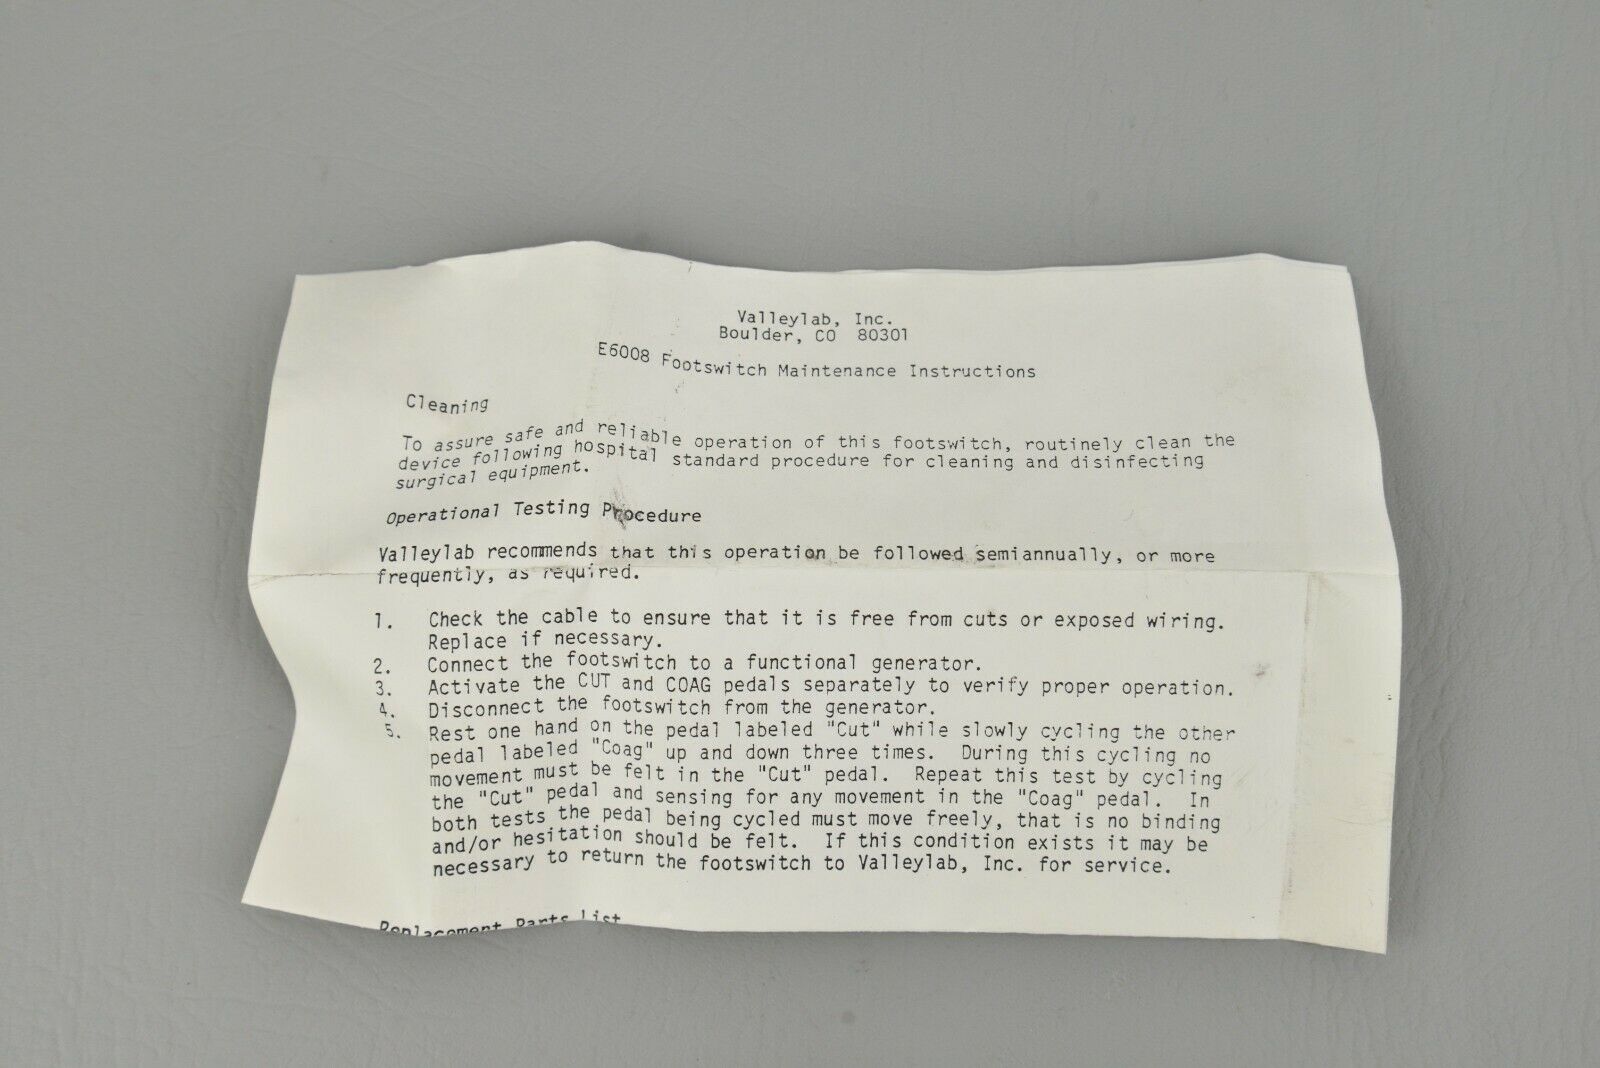 Valleylab, Inc.
Boulder, CO 80301
E6008 Footswitch Maintenance Instructions
Cleaning
To assure safe and reliable operation of this footswitch, routinely clean the
device following hospital standard procedure for cleaning and disinfecting
surgical equipment.
Operational Testing Procedure
Valleylab recommends that this operation be followed semiannually, or more
frequently, as required.
1. Check the cable to ensure that it is free from cuts or exposed wiring.
Replace if necessary.
2. Connect the footswitch to a functional generator.
3. Activate the CUT and COAG pedals separately to verify proper operation.
4. Disconnect the footswitch from the generator.
5. Rest one hand on the pedal labeled "Cut" while slowly cycling the other
pedal labeled "Coag" up and down three times. During this cycling no
movement must be felt in the "Cut" pedal. Repeat this test by cycling
the "Cut" pedal and sensing for any movement in the "Coag" pedal. In
both tests the pedal being cycled must move freely, that is no binding
and/or hesitation should be felt. If this condition exists it may be
necessary to return the footswitch to Valleylab, Inc. for service.
Replacement Parts List